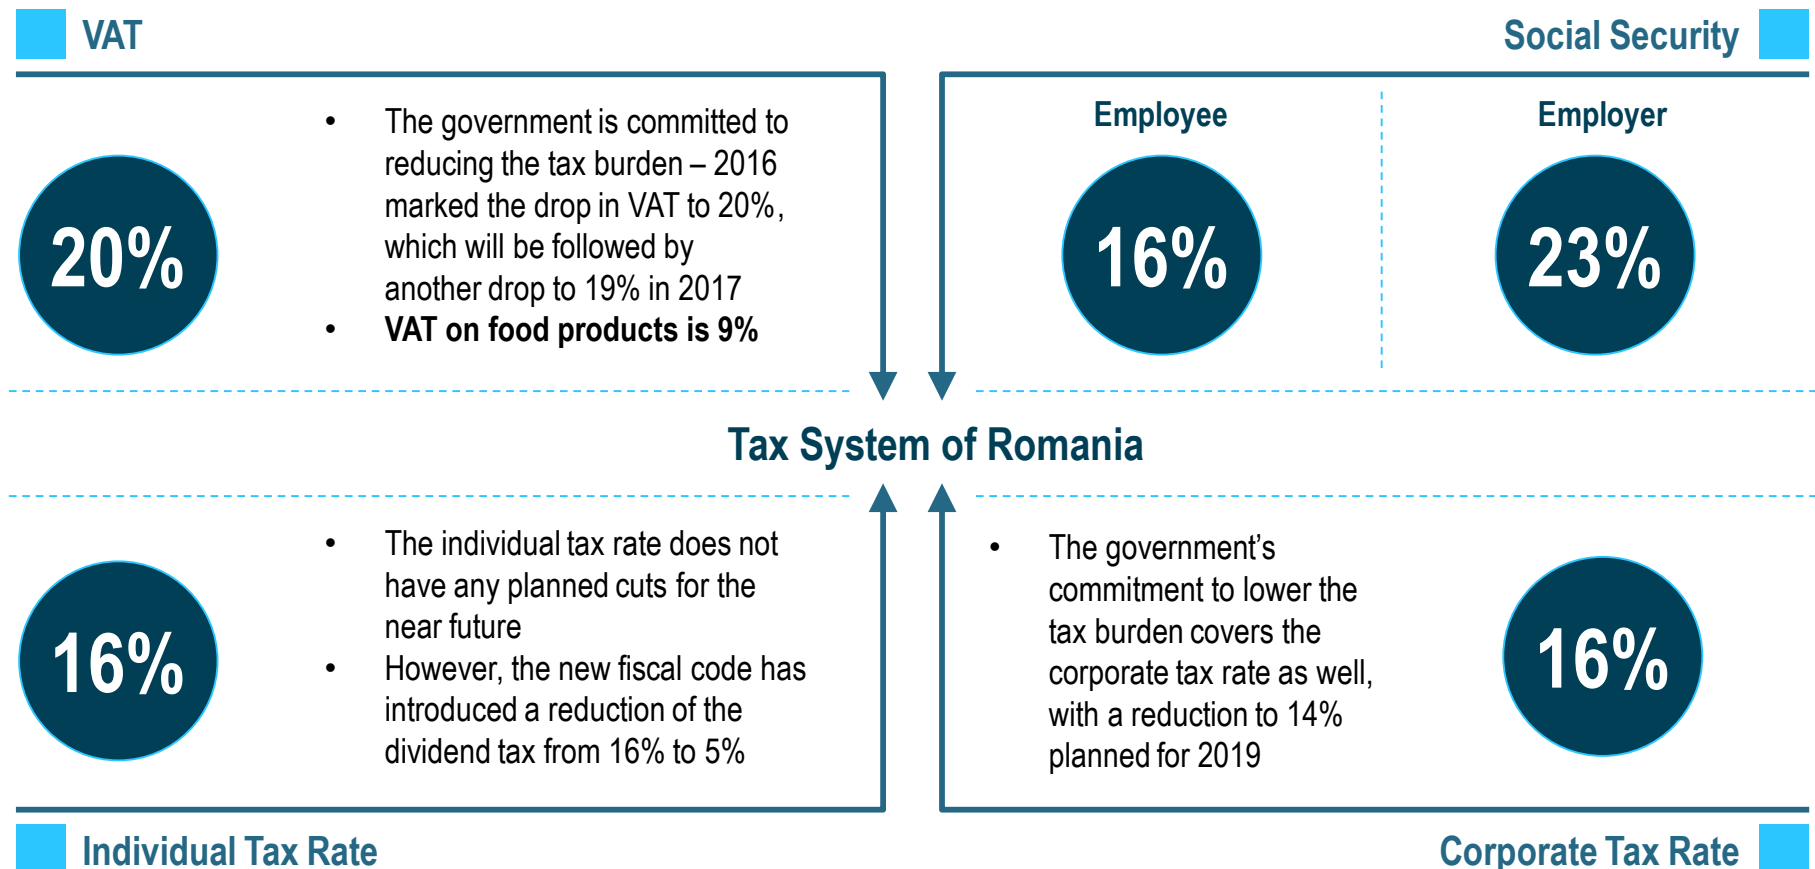 VAT
20%
• The government is committed to
reducing the tax burden – 2016
marked the drop in VAT to 20%,
which will be followed by
another drop to 19% in 2017
• VAT on food products is 9%
Social Security
Employee
16%
Employer
23%
Tax System of Romania
16%
• The individual tax rate does not
have any planned cuts for the
near future
• However, the new fiscal code has
introduced a reduction of the
dividend tax from 16% to 5%
Individual Tax Rate
• The government’s
commitment to lower the
tax burden covers the
corporate tax rate as well,
with a reduction to 14%
planned for 2019
16%
Corporate Tax Rate